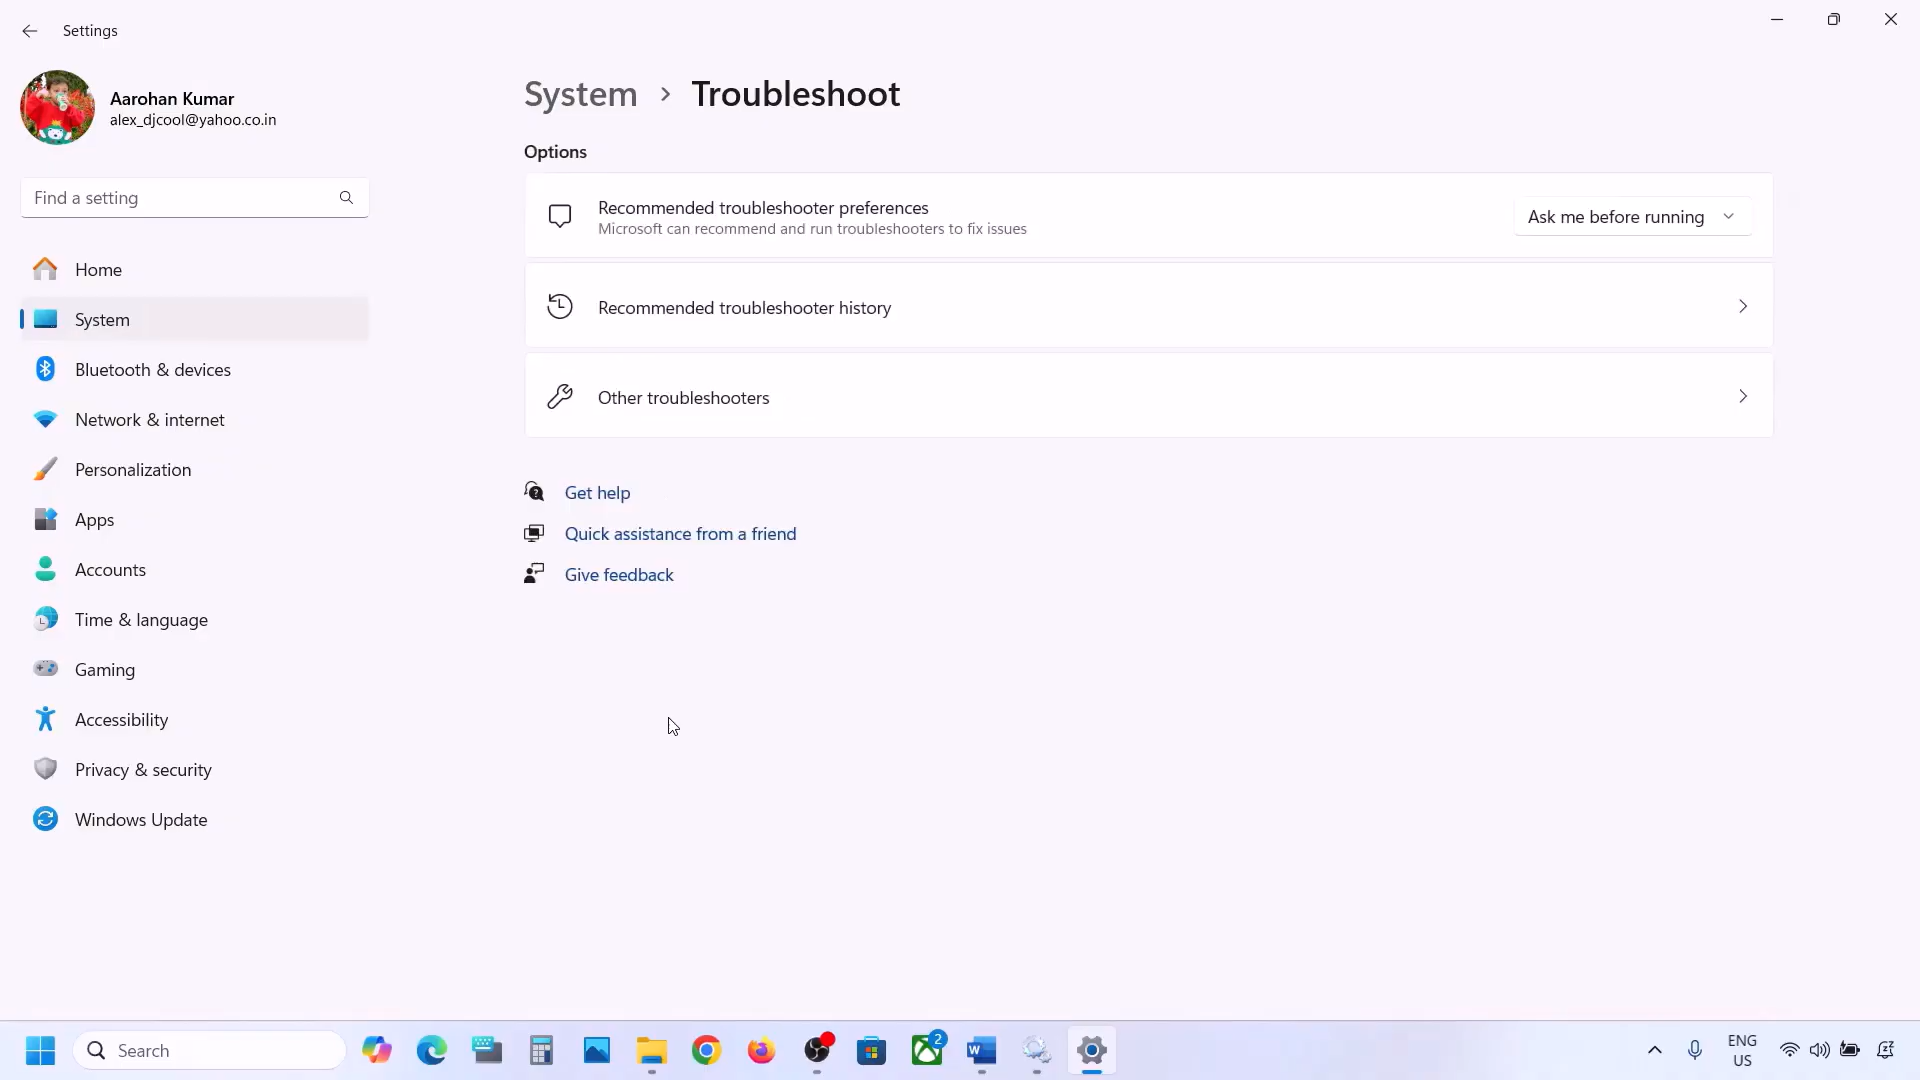 Settings
Aarohan Kumar
alex_djcool@yahoo.co.in
Find a setting
Home
System
Bluetooth & devices
Network & internet
Personalization
Apps
Accounts
Time & language
Gaming
Accessibility
Privacy & security
Windows Update
System > Troubleshoot
Options
Recommended troubleshooter preferences
Microsoft can recommend and run troubleshooters to fix issues
Ask me before running
Recommended troubleshooter history
Other troubleshooters
Get help
Quick assistance from a friend
Give feedback
Search
2
ENG
US